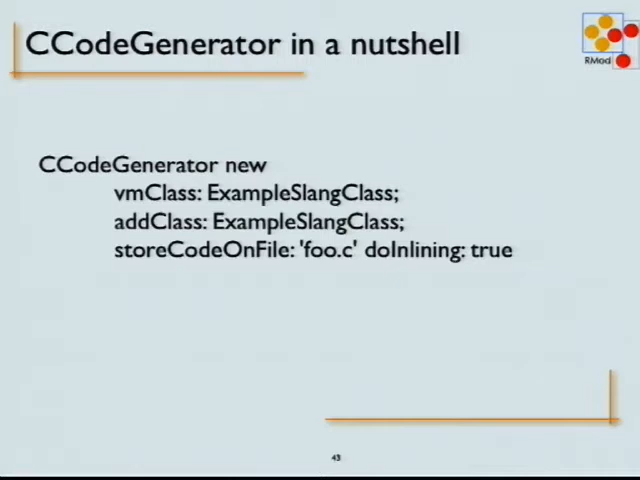 CCodeGenerator in a nutshell
RMod
CCodeGenerator new
vmClass: ExampleSlangClass;
addClass: ExampleSlangClass;
storeCodeOnFile: 'foo.c' doInlining: true
43